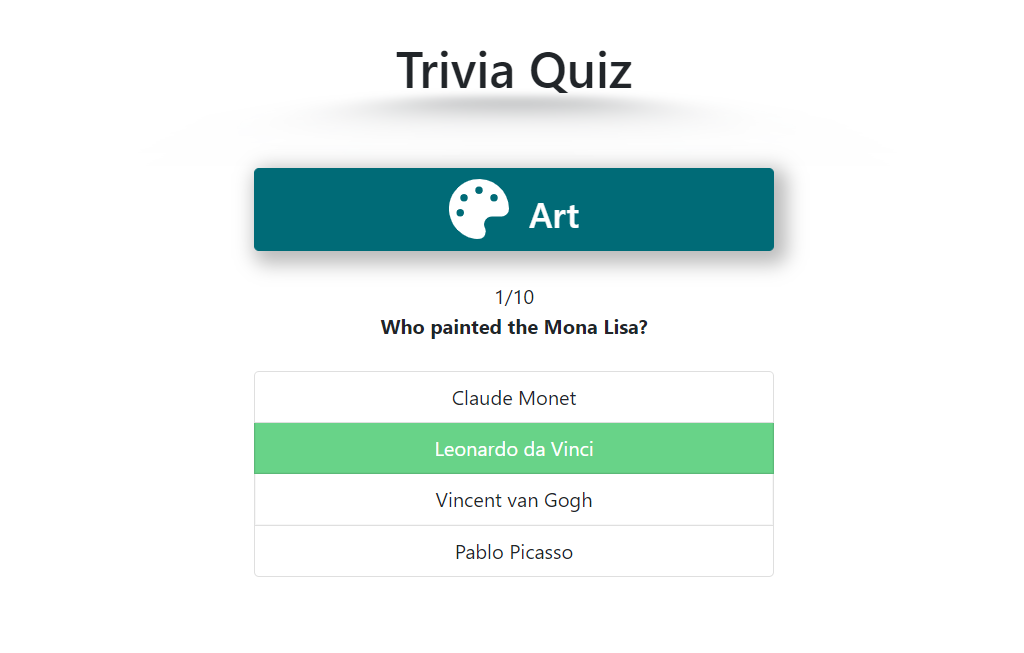 Trivia Quiz
Art
1/10
Who painted the Mona Lisa?
Claude Monet
Leonardo da Vinci
Vincent van Gogh
Pablo Picasso